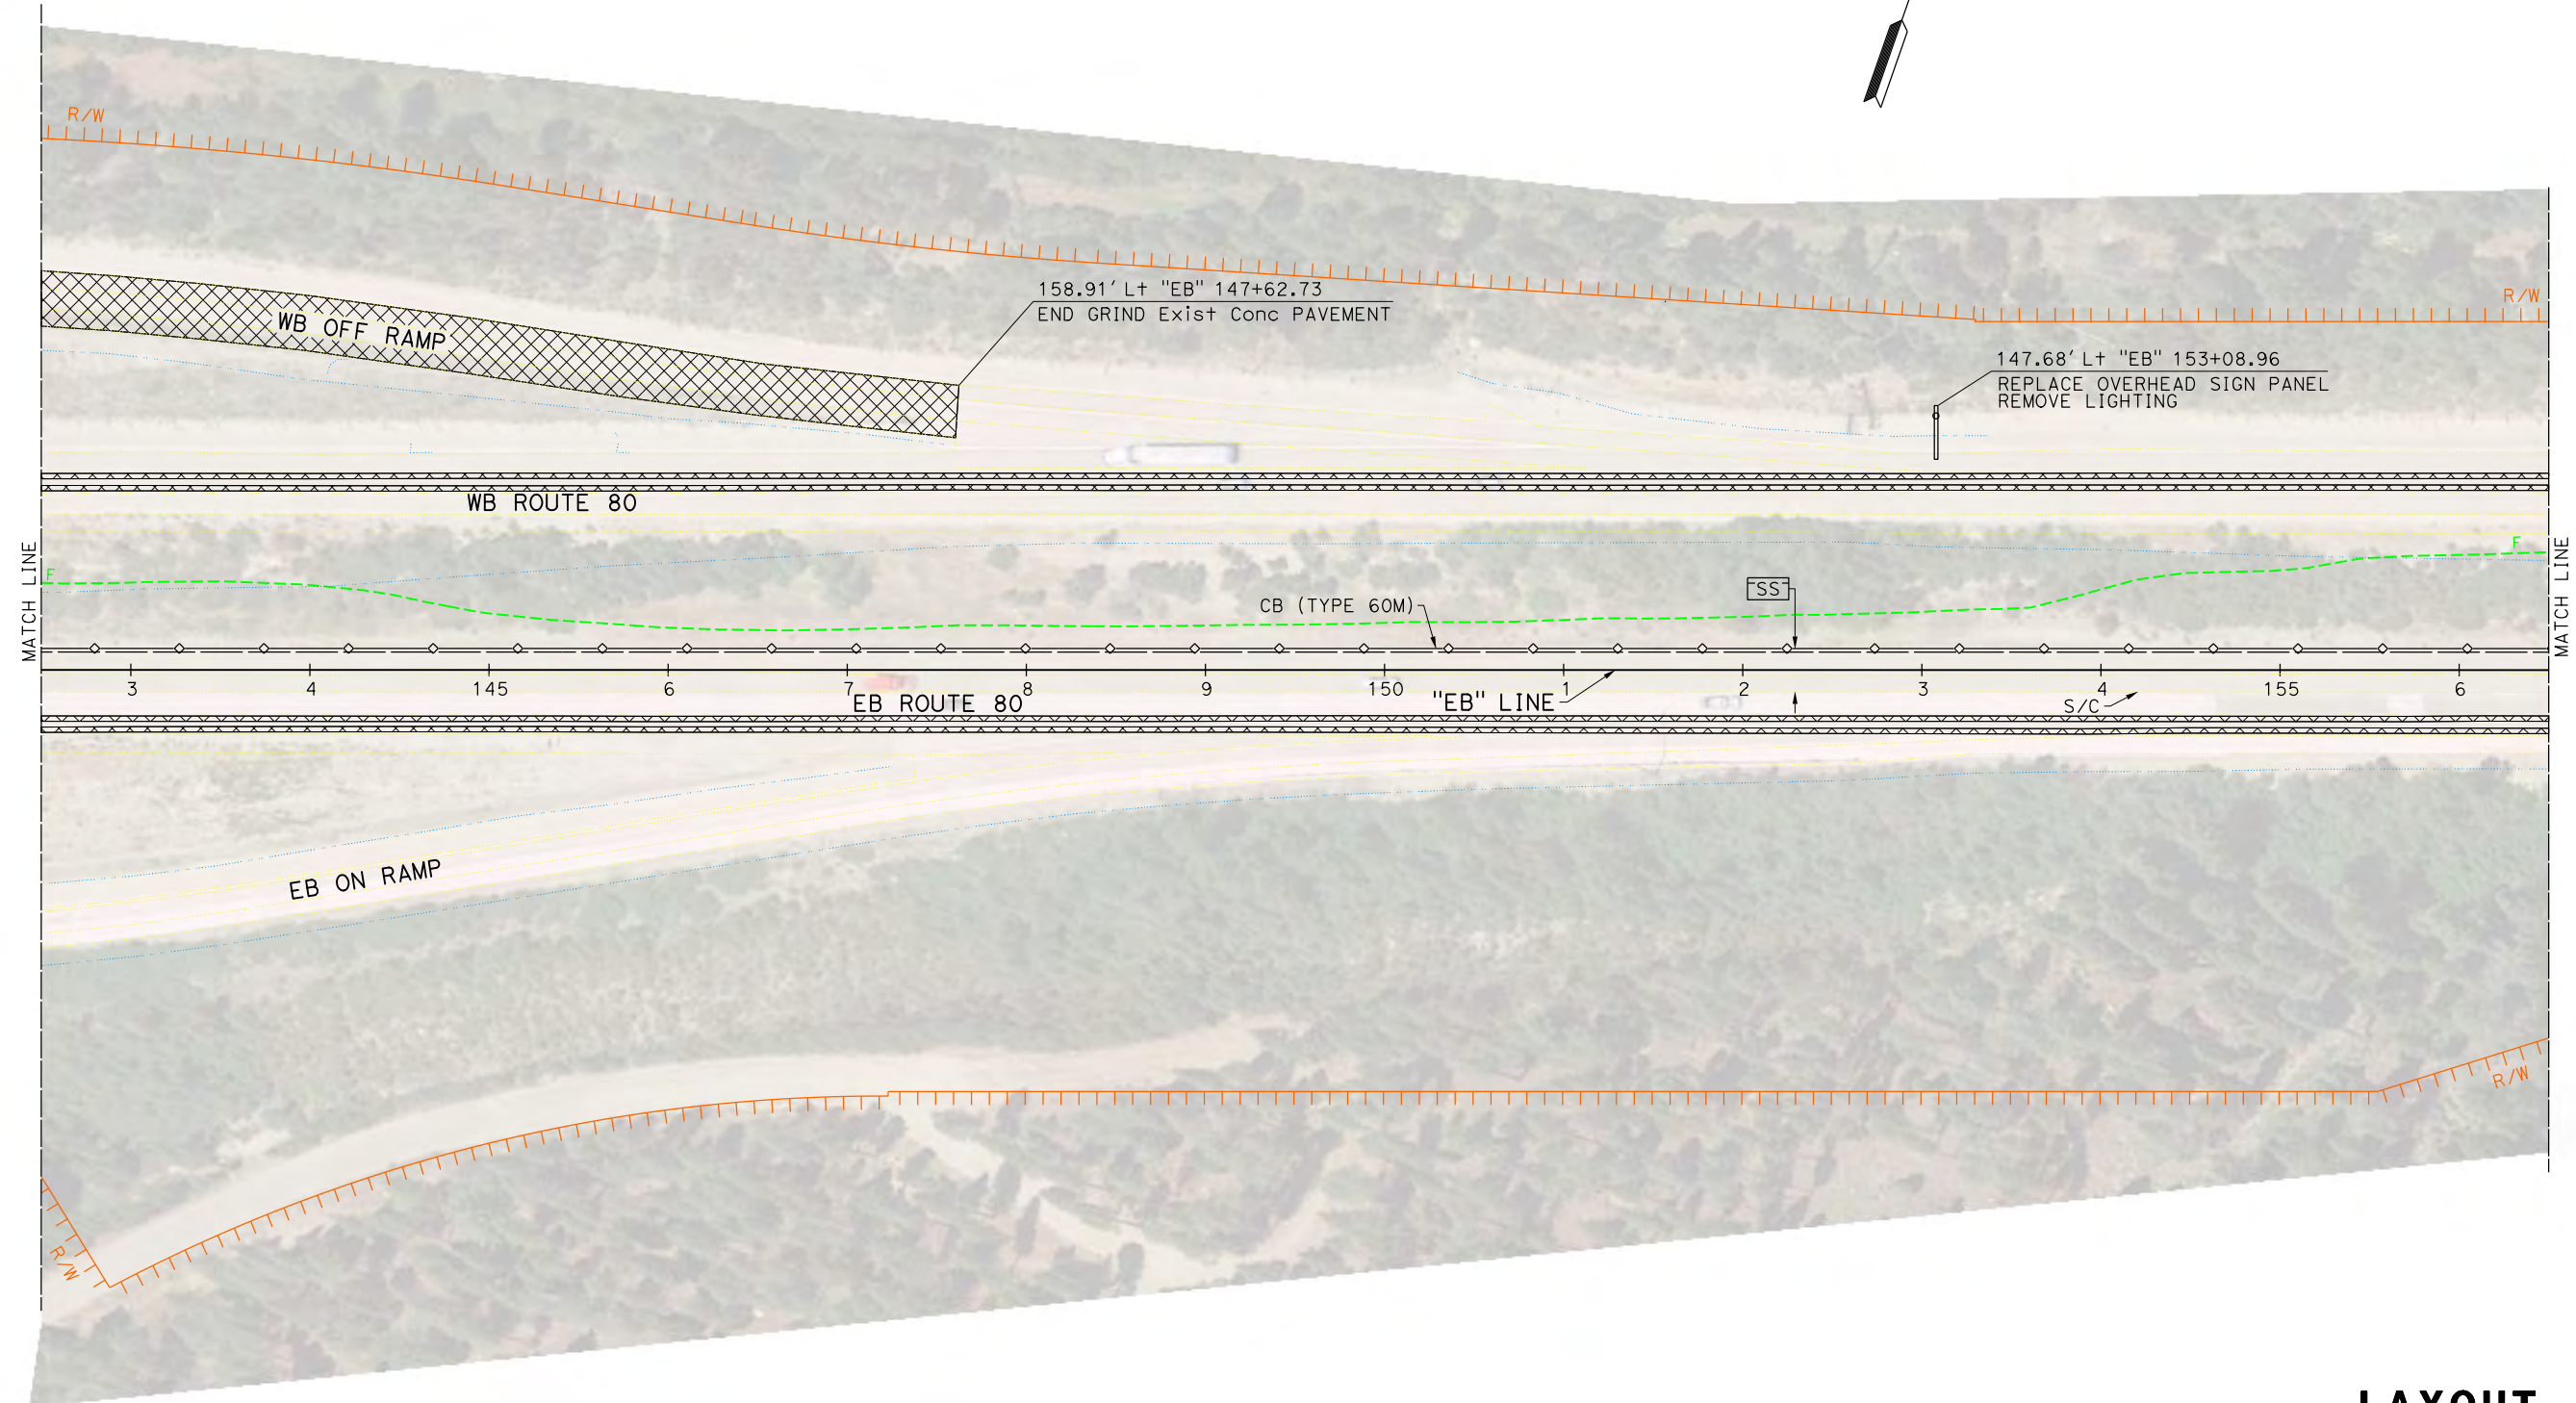 R/W
158.91' Lt "EB" 147+62.73
END GRIND Exist Conc PAVEMENT
R/W
WB OFF RAMP
147.68' Lt "EB" 153+08.96
REPLACE OVERHEAD SIGN PANEL
REMOVE LIGHTING
WB ROUTE 80
MATCH LINE
F
F
MATCH LINE
SS
CB (TYPE 60M)
3 4 145 6 7 8 9 150 1 2 3 4 155 6
EB ROUTE 80
"EB" LINE
S/C
EB ON RAMP
R/W
R/W
LAYOUT